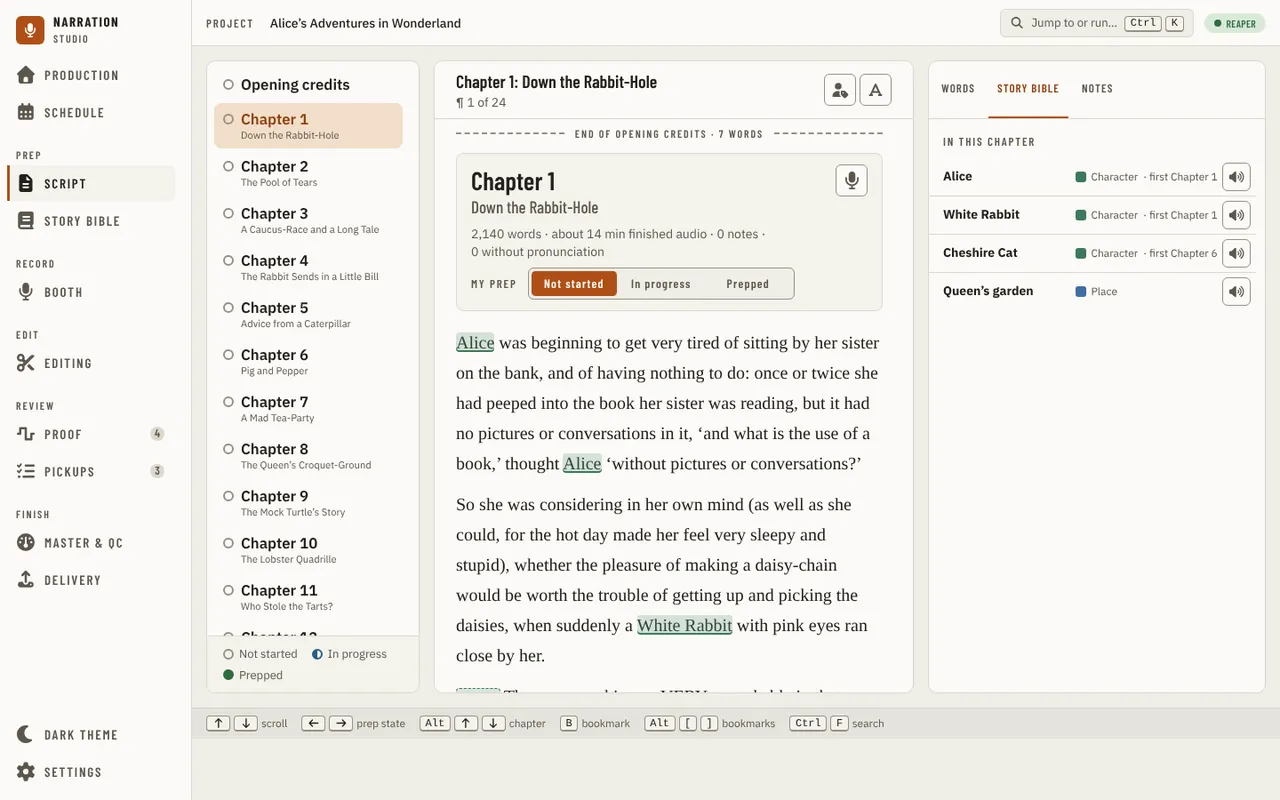 NARRATION
STUDIO
PRODUCTION
SCHEDULE
PREP
SCRIPT
STORY BIBLE
RECORD
BOOTH
EDIT
EDITING
REVIEW
PROOF 4
PICKUPS 3
FINISH
MASTER & QC
DELIVERY
DARK THEME
SETTINGS
PROJECT Alice’s Adventures in Wonderland
Jump to or run... Ctrl K
REAPER
Opening credits
Chapter 1
Down the Rabbit-Hole
Chapter 2
The Pool of Tears
Chapter 3
A Caucus-Race and a Long Tale
Chapter 4
The Rabbit Sends in a Little Bill
Chapter 5
Advice from a Caterpillar
Chapter 6
Pig and Pepper
Chapter 7
A Mad Tea-Party
Chapter 8
The Queen’s Croquet-Ground
Chapter 9
The Mock Turtle’s Story
Chapter 10
The Lobster Quadrille
Chapter 11
Who Stole the Tarts?
Not started In progress
Prepped
Chapter 1: Down the Rabbit-Hole
¶ 1 of 24
A
END OF OPENING CREDITS · 7 WORDS
Chapter 1
Down the Rabbit-Hole
2,140 words · about 14 min finished audio · 0 notes ·
0 without pronunciation
MY PREP Not started In progress Prepped
Alice was beginning to get very tired of sitting by her sister
on the bank, and of having nothing to do: once or twice she
had peeped into the book her sister was reading, but it had
no pictures or conversations in it, ‘and what is the use of a
book,’ thought Alice ‘without pictures or conversations?’
So she was considering in her own mind (as well as she
could, for the hot day made her feel very sleepy and
stupid), whether the pleasure of making a daisy-chain
would be worth the trouble of getting up and picking the
daisies, when suddenly a White Rabbit with pink eyes ran
close by her.
WORDS STORY BIBLE NOTES
IN THIS CHAPTER
Alice Character · first Chapter 1
White Rabbit Character · first Chapter 1
Cheshire Cat Character · first Chapter 6
Queen’s garden Place
↑ ↓ scroll ← → prep state Alt ↑ ↓ chapter B bookmark Alt [ ] bookmarks Ctrl F search